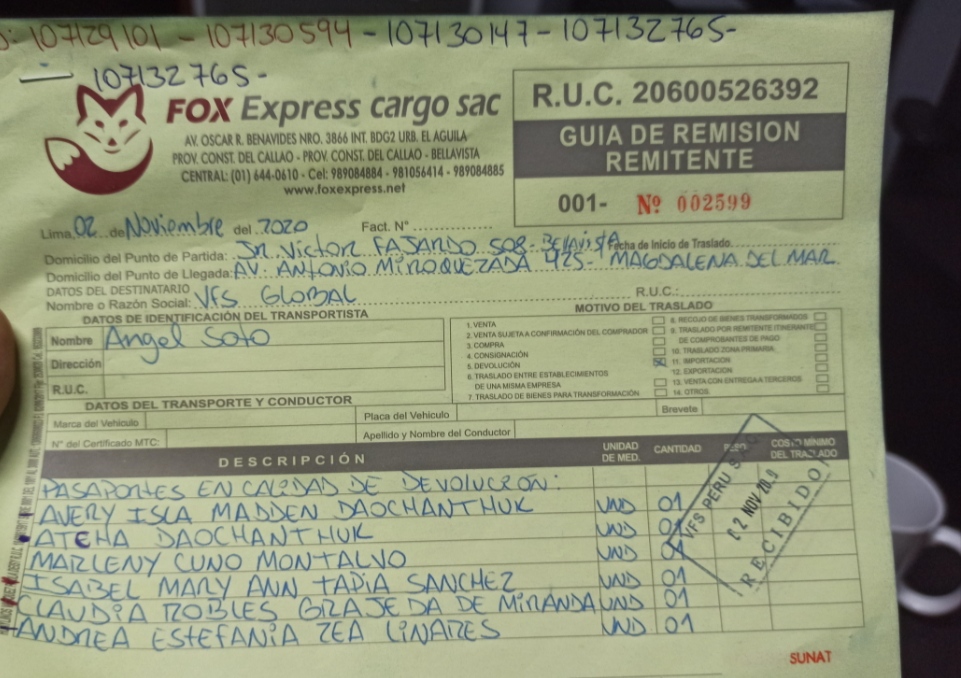 107129101 - 107130594 - 107130147 - 107132765-
107132765-
FOX Express cargo sac
AV. OSCAR R. BENAVIDES NRO. 3866 INT. BDG2 URB. EL AGUILA
PROV. CONST. DEL CALLAO - PROV. CONST. DEL CALLAO - BELLAVISTA
CENTRAL: (01) 644-0610 - Cel: 989084884 - 981056414 - 989084885
www.foxexpress.net
R.U.C. 20600526392
GUIA DE REMISION
REMITENTE
001- Nº 002599
Lima, 02 de Noviembre del 2020 Fact. N°
Domicilio del Punto de Partida: Jr. Victor FAJARDO 508- BELLAVISTA Fecha de Inicio de Traslado
Domicilio del Punto de Llegada: AV. ANTONIO MIROQUEZADA 425- MAGDALENA DEL MAR
DATOS DEL DESTINATARIO
Nombre o Razón Social: VFS GLOBAL R.U.C.:
DATOS DE IDENTIFICACIÓN DEL TRANSPORTISTA
Nombre Angel Soto
Dirección
R.U.C.
MOTIVO DEL TRASLADO
1. VENTA
2. VENTA SUJETA A CONFIRMACIÓN DEL COMPRADOR
3. COMPRA
4. CONSIGNACIÓN
5. DEVOLUCIÓN
6. TRASLADO ENTRE ESTABLECIMIENTOS
DE UNA MISMA EMPRESA
7. TRASLADO DE BIENES PARA TRANSFORMACIÓN
8. RECOJO DE BIENES TRANSFORMADOS
9. TRASLADO POR REMITENTE ITINERANTE
DE COMPROBANTES DE PAGO
10. TRASLADO ZONA PRIMARIA
11. IMPORTACION
12. EXPORTACION
13. VENTA CON ENTREGA A TERCEROS
14. OTROS
DATOS DEL TRANSPORTE Y CONDUCTOR
Marca del Vehículo Placa del Vehículo Brevete
N° del Certificado MTC: Apellido y Nombre del Conductor
DESCRIPCIÓN UNIDAD DE MED. CANTIDAD PESO COSTO MÍNIMO DEL TRASLADO
PASAPORTES EN CALIDAD DE DEVOLUCION:
AVERY ISLA MADDEN DAOCHANTHUK UND 01
ATEHA DAOCHANTHUK UND 01
MARLENY CUNO MONTALVO UND 01
ISABEL MARY ANN TAPIA SANCHEZ UND 01
CLAUDIA ROBLES GRAJEDA DE MIRANDA UND 01
ANDREA ESTEFANIA ZEA LINARES UND 01
VFS PERU
02 NOV
RECIBIDO
SUNAT